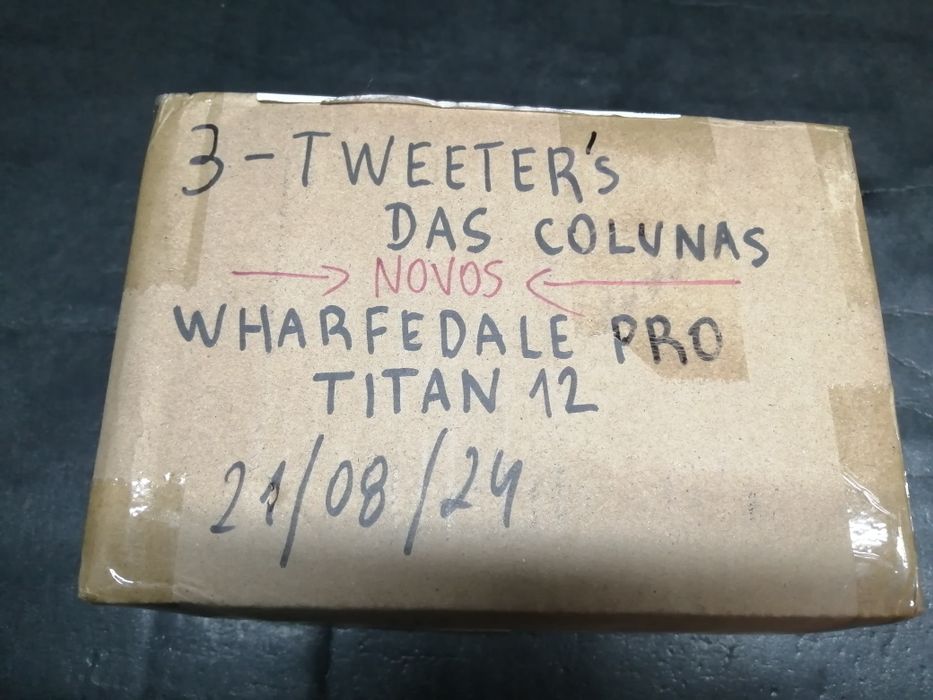 3-TWEETER's
DAS COLUNAS
NOVOS
WHARFEDALE PRO
TITAN 12
21/08/24